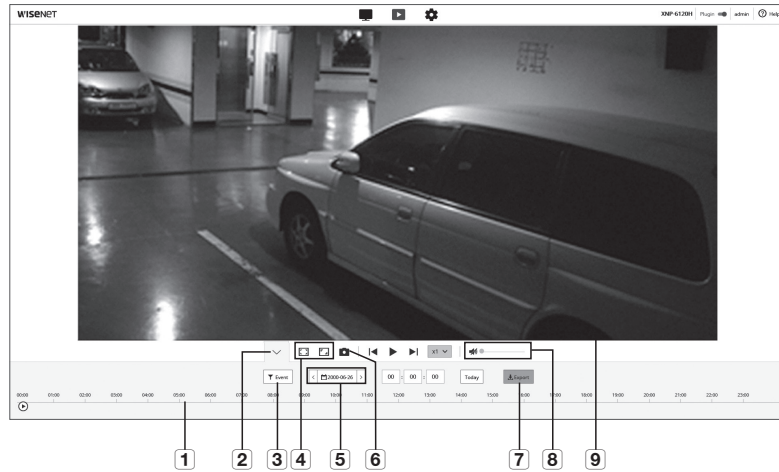 WISENET XNP-6120H Plugin admin ? Help
x1
Event < 2000-06-26 > 00 : 00 : 00 Today Export
00:00 01:00 02:00 03:00 04:00 05:00 06:00 07:00 08:00 09:00 10:00 11:00 12:00 13:00 14:00 15:00 16:00 17:00 18:00 19:00 20:00 21:00 22:00 23:00
1 2 3 4 5 6 7 8 9